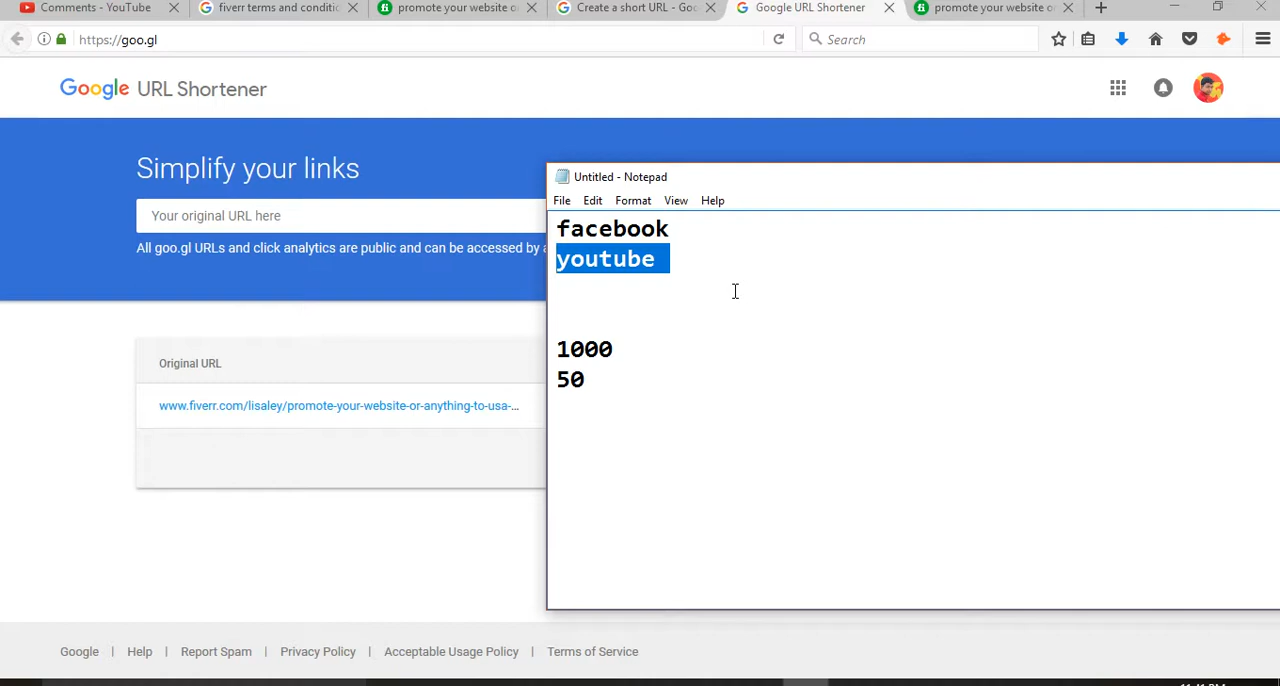 Comments - YouTube
fiverr terms and conditi
promote your website o
Create a short URL - Goo
Google URL Shortener
promote your website o
https://goo.gl
Search
Google URL Shortener
Simplify your links
Your original URL here
All goo.gl URLs and click analytics are public and can be accessed by a
Original URL
www.fiverr.com/lisaley/promote-your-website-or-anything-to-usa-...
Untitled - Notepad
File Edit Format View Help
facebook
youtube
1000
50
Google | Help | Report Spam | Privacy Policy | Acceptable Usage Policy | Terms of Service